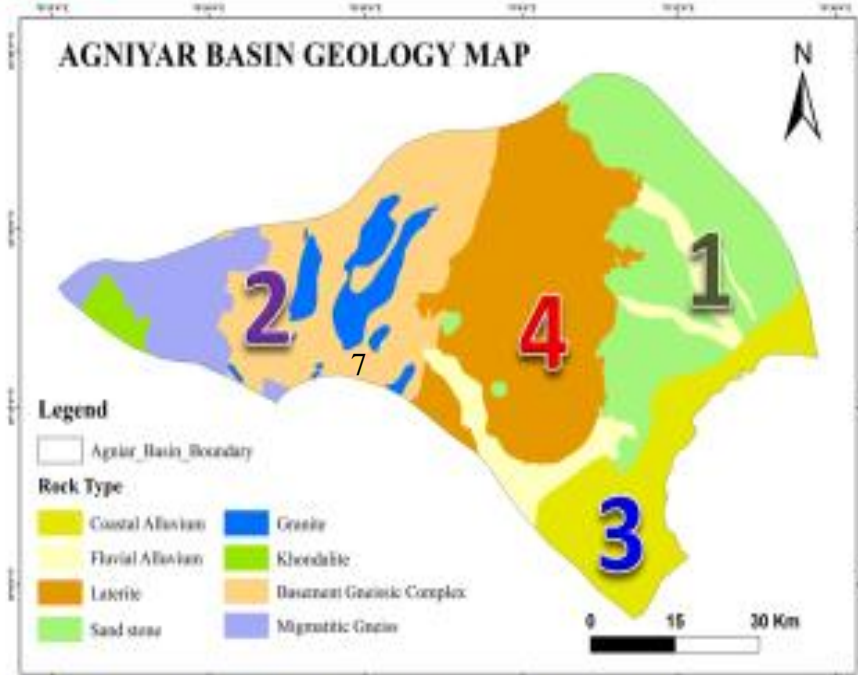 AGNIYAR BASIN GEOLOGY MAP
N
1
2
4
7
3
Legend
Agniar_Basin_Boundary
Rock Type
Coastal Alluvium
Granite
Fluvial Alluvium
Khondalite
Laterite
Basement Gneissic Complex
Sand stone
Migmatitic Gneiss
0 15 30 Km